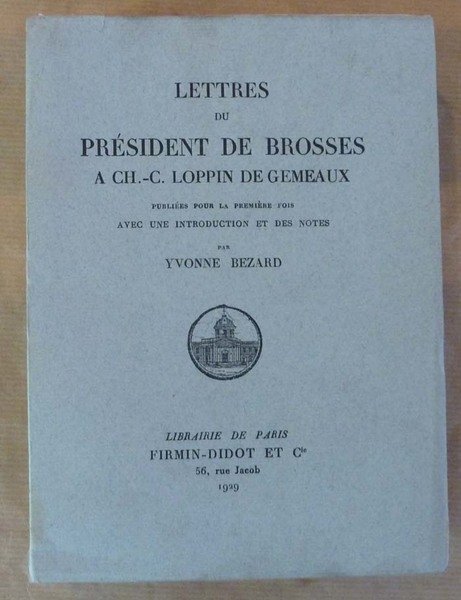 LETTRES
DU
PRÉSIDENT DE BROSSES
A CH.-C. LOPPIN DE GEMEAUX
PUBLIÉES POUR LA PREMIÈRE FOIS
AVEC UNE INTRODUCTION ET DES NOTES
PAR
YVONNE BEZARD
LIBRAIRIE DE PARIS
FIRMIN-DIDOT ET Cie
56, rue Jacob
1929